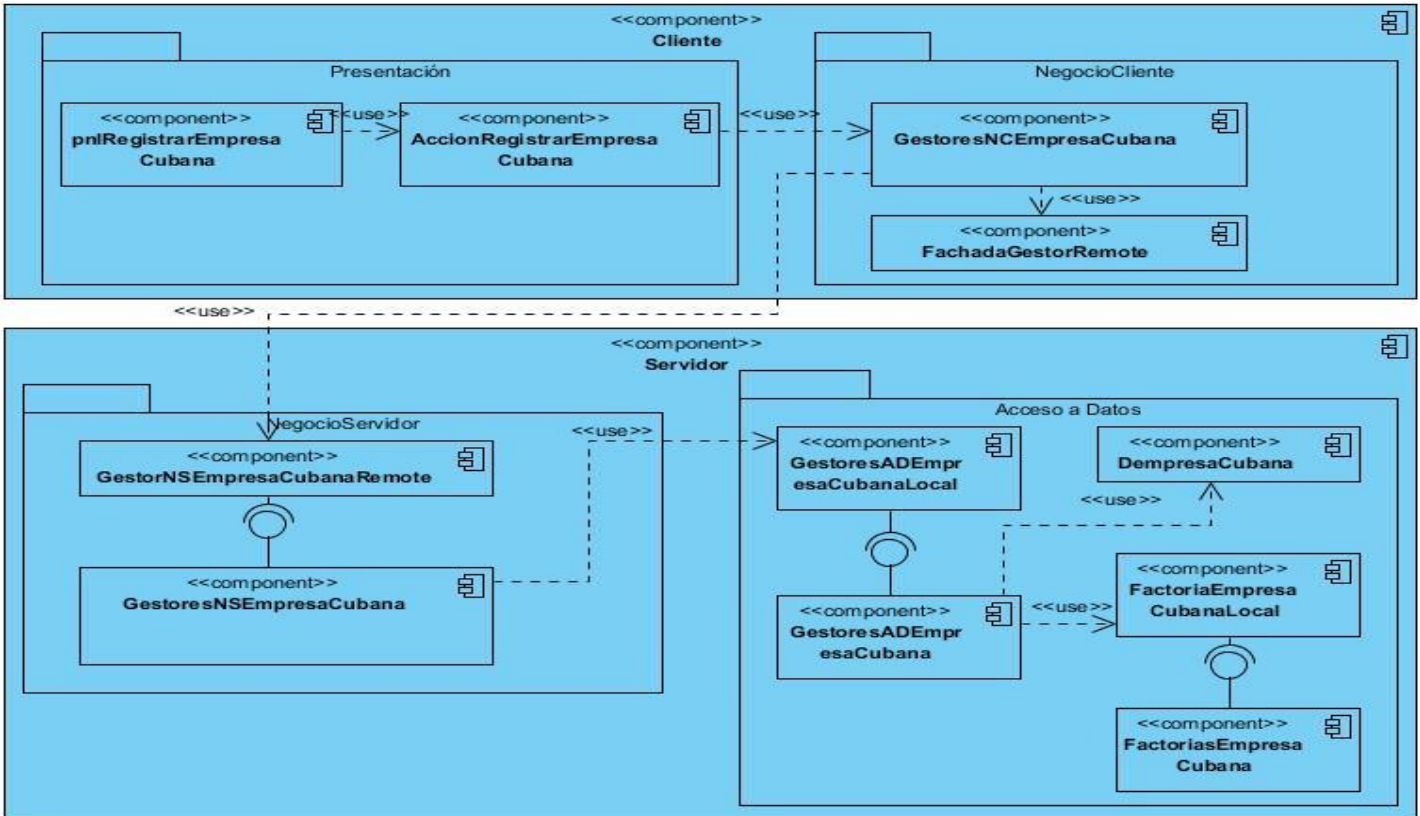 <<component>>
Cliente
Presentación
<<component>>
pnlRegistrarEmpresa
Cubana
<<use>>
<<component>>
AccionRegistrarEmpresa
Cubana
<<use>>
NegocioCliente
<<component>>
GestoresNCEmpresaCubana
<<use>>
<<component>>
FachadaGestorRemote
<<use>>
<<component>>
Servidor
NegocioServidor
<<component>>
GestorNSEmpresaCubanaRemote
<<component>>
GestoresNSEmpresaCubana
<<use>>
Acceso a Datos
<<component>>
GestoresADEmpr
esaCubanaLocal
<<component>>
DempresaCubana
<<use>>
<<component>>
GestoresADEmpr
esaCubana
<<use>>
<<component>>
FactoriaEmpresa
CubanaLocal
<<component>>
FactoriasEmpresa
Cubana